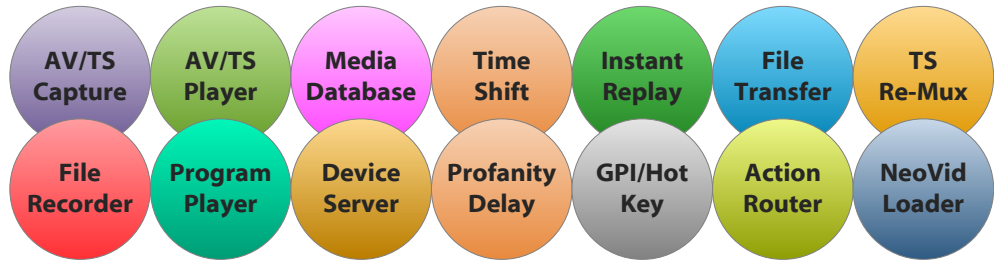 AV/TS
Capture
AV/TS
Player
Media
Database
Time
Shift
Instant
Replay
File
Transfer
TS
Re-Mux
File
Recorder
Program
Player
Device
Server
Profanity
Delay
GPI/Hot
Key
Action
Router
NeoVid
Loader